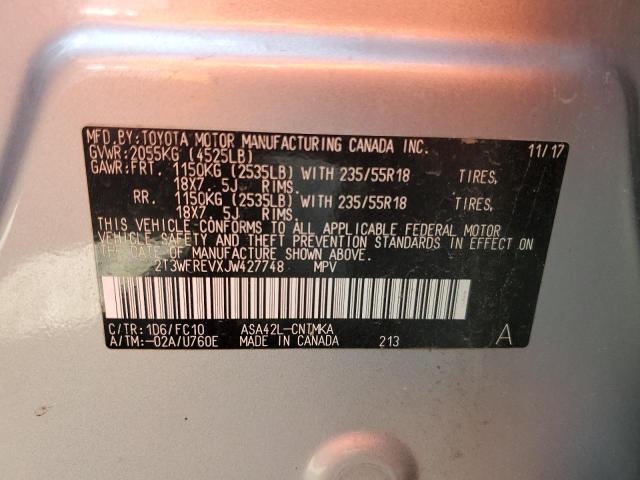 MFD.BY:TOYOTA MOTOR MANUFACTURING CANADA INC. 11/17
GVWR:2055KG (4525LB)
GAWR:FRT. 1150KG (2535LB) WITH 235/55R18 TIRES,
18X7.5J RIMS.
RR. 1150KG (2535LB) WITH 235/55R18 TIRES,
18X7.5J RIMS.
THIS VEHICLE CONFORMS TO ALL APPLICABLE FEDERAL MOTOR
VEHICLE SAFETY AND THEFT PREVENTION STANDARDS IN EFFECT
ON THE DATE OF MANUFACTURE SHOWN ABOVE.
2T3WFREVXJW427748 MPV
C/TR:1D6/FC10 ASA42L-CNTMKA
A/TM:-02A/U760E MADE IN CANADA 213 A